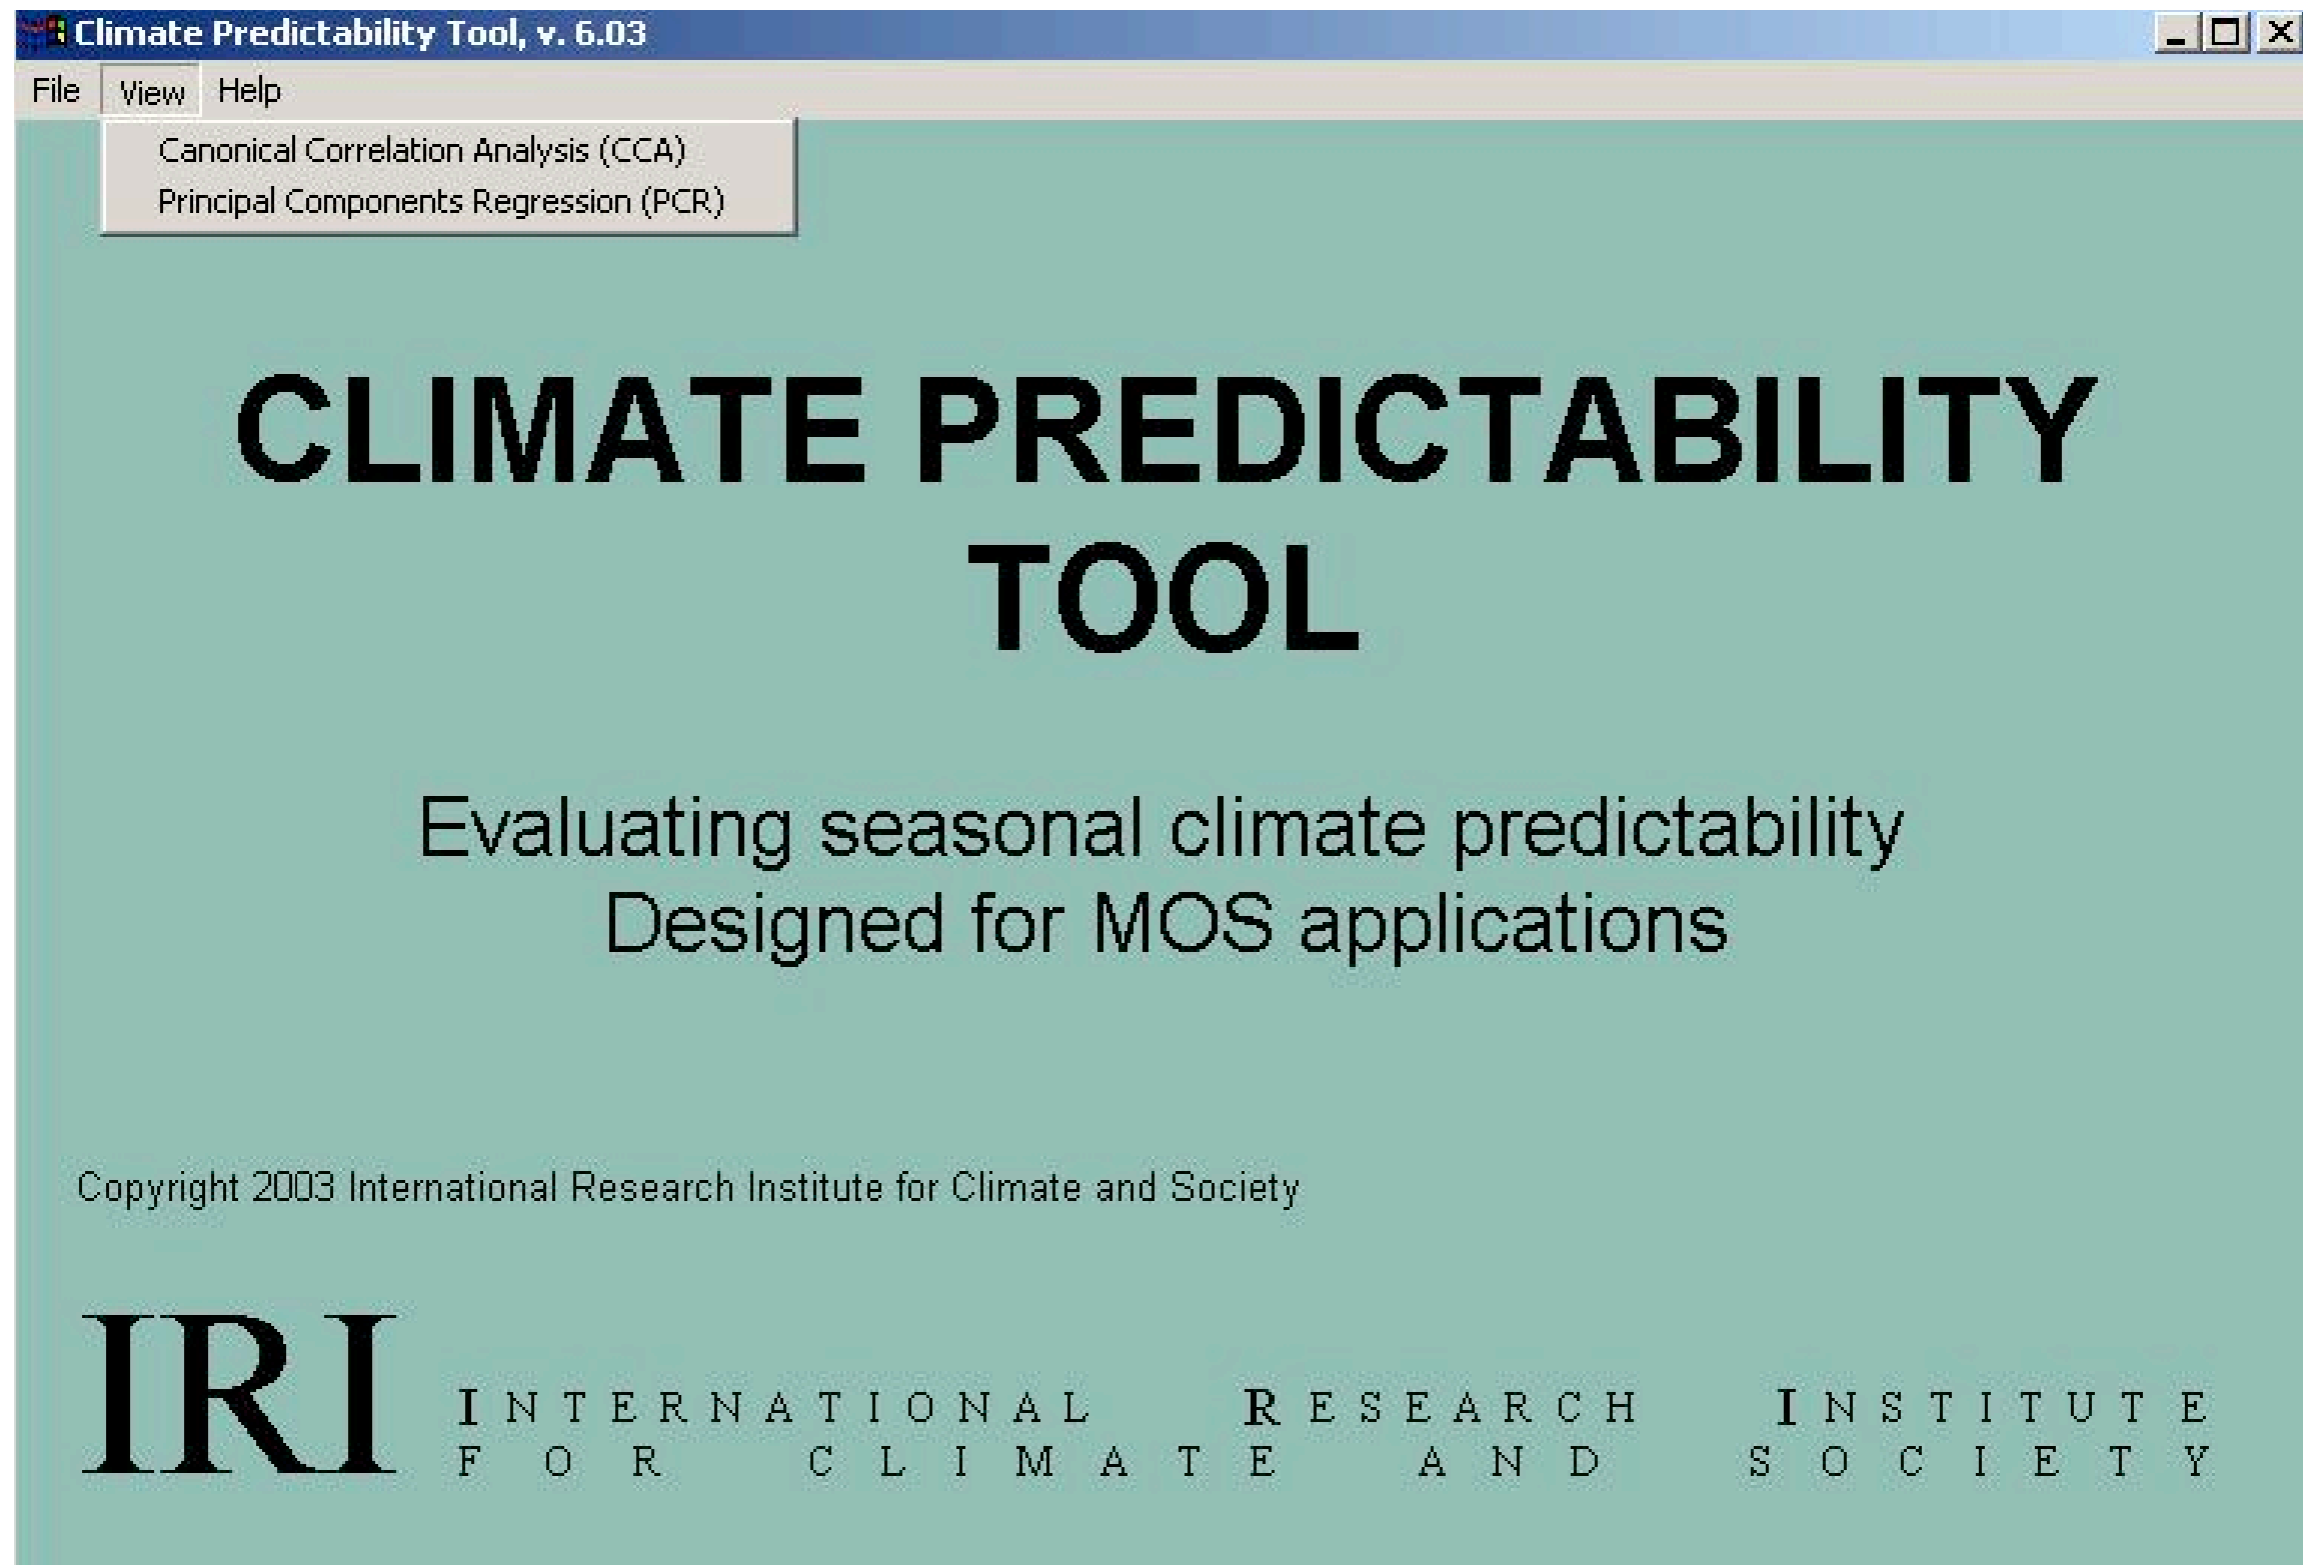 Climate Predictability Tool, v. 6.03
File View Help
Canonical Correlation Analysis (CCA)
Principal Components Regression (PCR)
CLIMATE PREDICTABILITY
TOOL
Evaluating seasonal climate predictability
Designed for MOS applications
Copyright 2003 International Research Institute for Climate and Society
IRI
INTERNATIONAL RESEARCH INSTITUTE
FOR CLIMATE AND SOCIETY